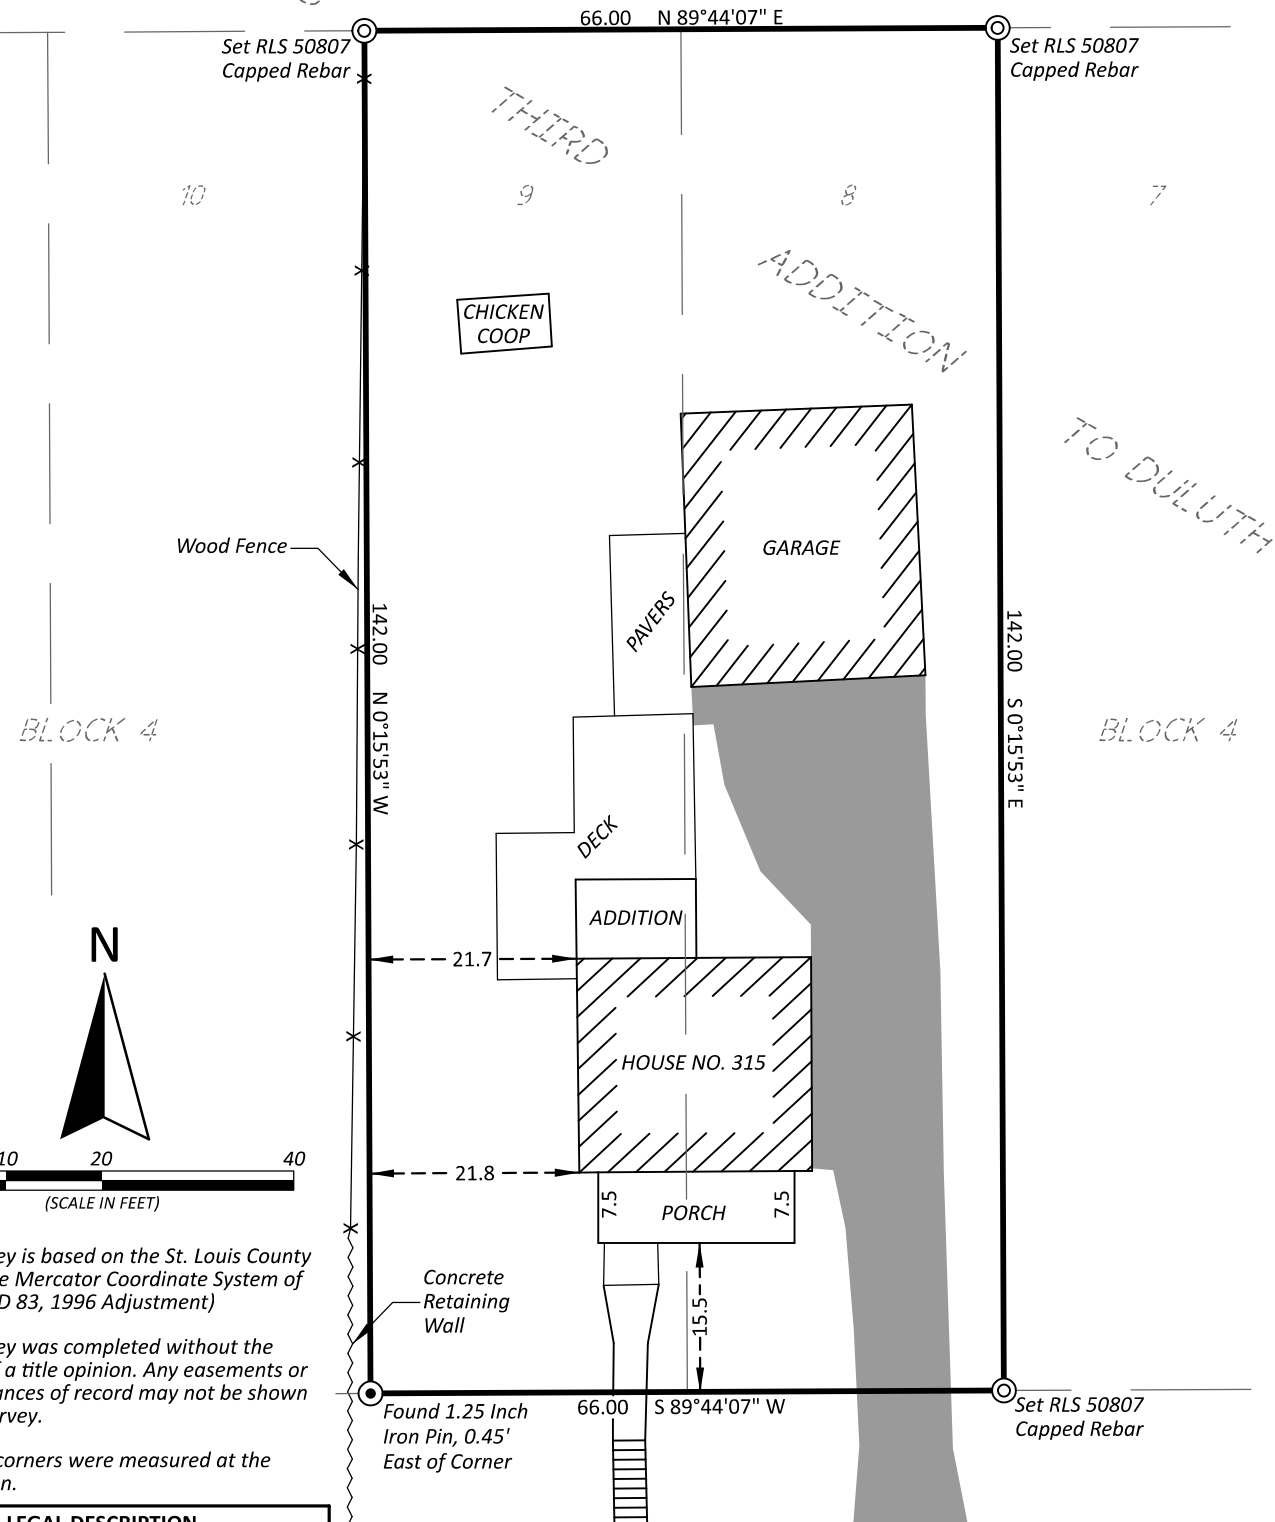 66.00 N 89°44'07" E
Set RLS 50807
Capped Rebar
Set RLS 50807
Capped Rebar
THIRD
10
9
8
7
ADDITION
CHICKEN
COOP
TO DULUTH
GARAGE
Wood Fence
PAVERS
142.00 N 0°15'53" W
142.00 S 0°15'53" E
BLOCK 4
BLOCK 4
DECK
ADDITION
N
21.7
HOUSE NO. 315
10 20 40
(SCALE IN FEET)
21.8
7.5
7.5
PORCH
ey is based on the St. Louis County
e Mercator Coordinate System of
D 83, 1996 Adjustment)
Concrete
Retaining
Wall
15.5
ey was completed without the
f a title opinion. Any easements or
ances of record may not be shown
rvey.
66.00 S 89°44'07" W
Found 1.25 Inch
Iron Pin, 0.45'
East of Corner
Set RLS 50807
Capped Rebar
corners were measured at the
n.
LEGAL DESCRIPTION